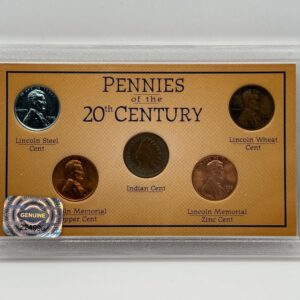 PENNIES
of the
20th CENTURY
Lincoln Steel
Cent
Lincoln Wheat
Cent
Indian Cent
Lincoln Memorial
Copper Cent
Lincoln Memorial
Zinc Cent
GENUINE